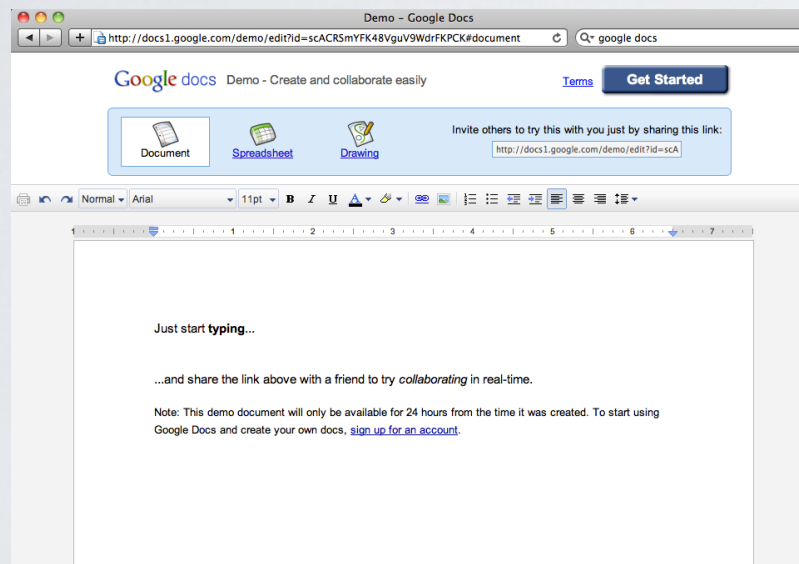 Demo – Google Docs
http://docs1.google.com/demo/edit?id=scACR5mYFK48VguV9WdrFKPCK#document
google docs
Google docs Demo - Create and collaborate easily
Terms
Get Started
Document
Spreadsheet
Drawing
Invite others to try this with you just by sharing this link:
http://docs1.google.com/demo/edit?id=scA
Normal Arial 11pt B I U A
1 1 2 3 4 5 6 7
Just start typing...
...and share the link above with a friend to try collaborating in real-time.
Note: This demo document will only be available for 24 hours from the time it was created. To start using
Google Docs and create your own docs, sign up for an account.